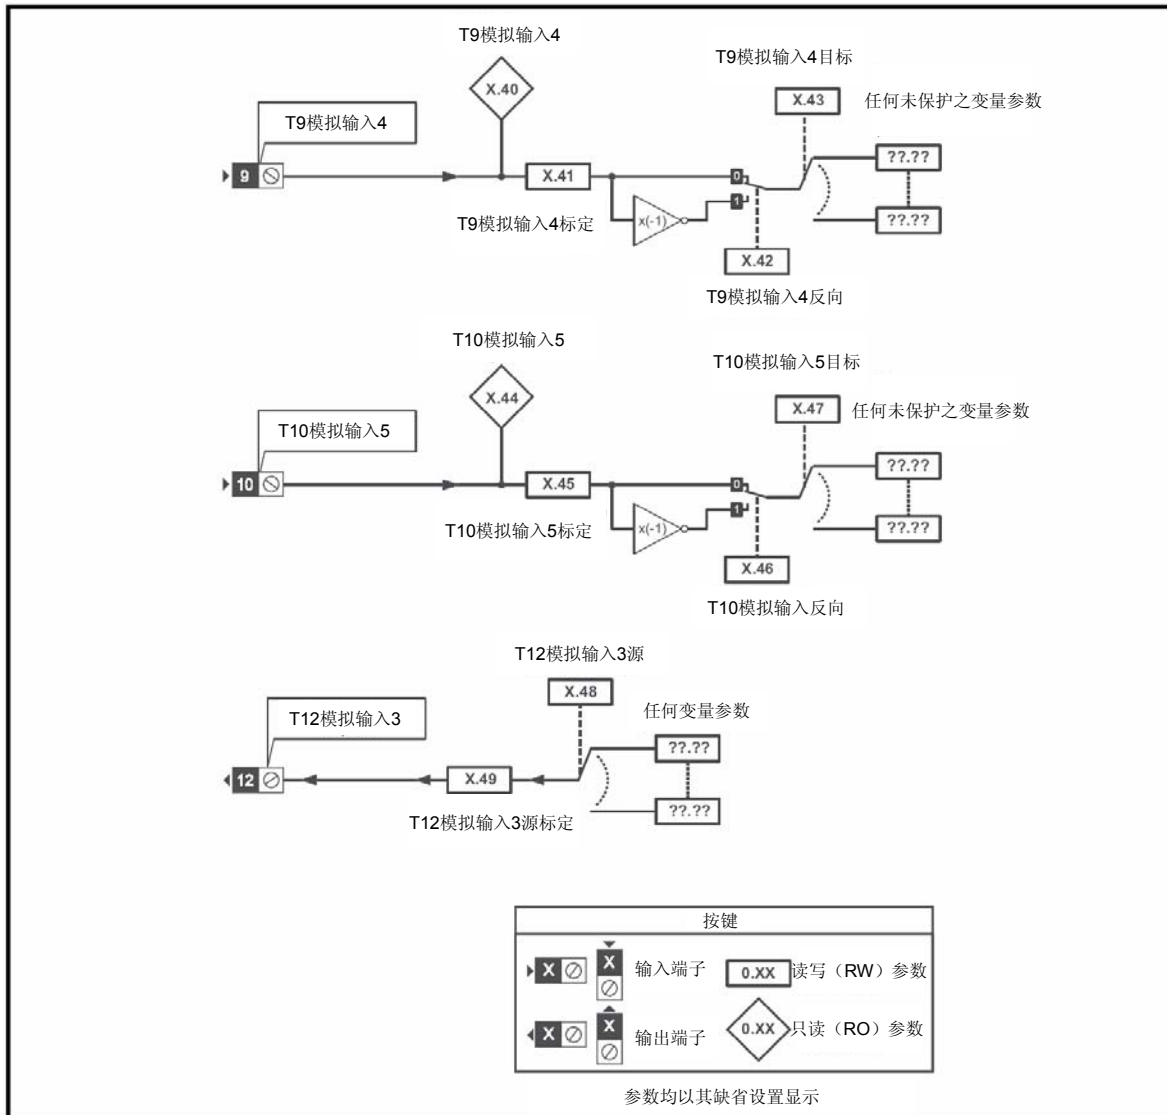 T9模拟输入4
X.40
T9模拟输入4目标
X.43
任何未保护之变量参数
T9模拟输入4
9
X.41
0
1
??.??
??.??
x(-1)
T9模拟输入4标定
X.42
T9模拟输入4反向
T10模拟输入5
X.44
T10模拟输入5目标
X.47
任何未保护之变量参数
T10模拟输入5
10
X.45
0
1
??.??
??.??
x(-1)
T10模拟输入5标定
X.46
T10模拟输入反向
T12模拟输入3源
X.48
任何变量参数
T12模拟输入3
12
X.49
??.??
??.??
T12模拟输入3源标定
按键
X
X
输入端子
0.XX
读写（RW）参数
X
X
输出端子
0.XX
只读（RO）参数
参数均以其缺省设置显示